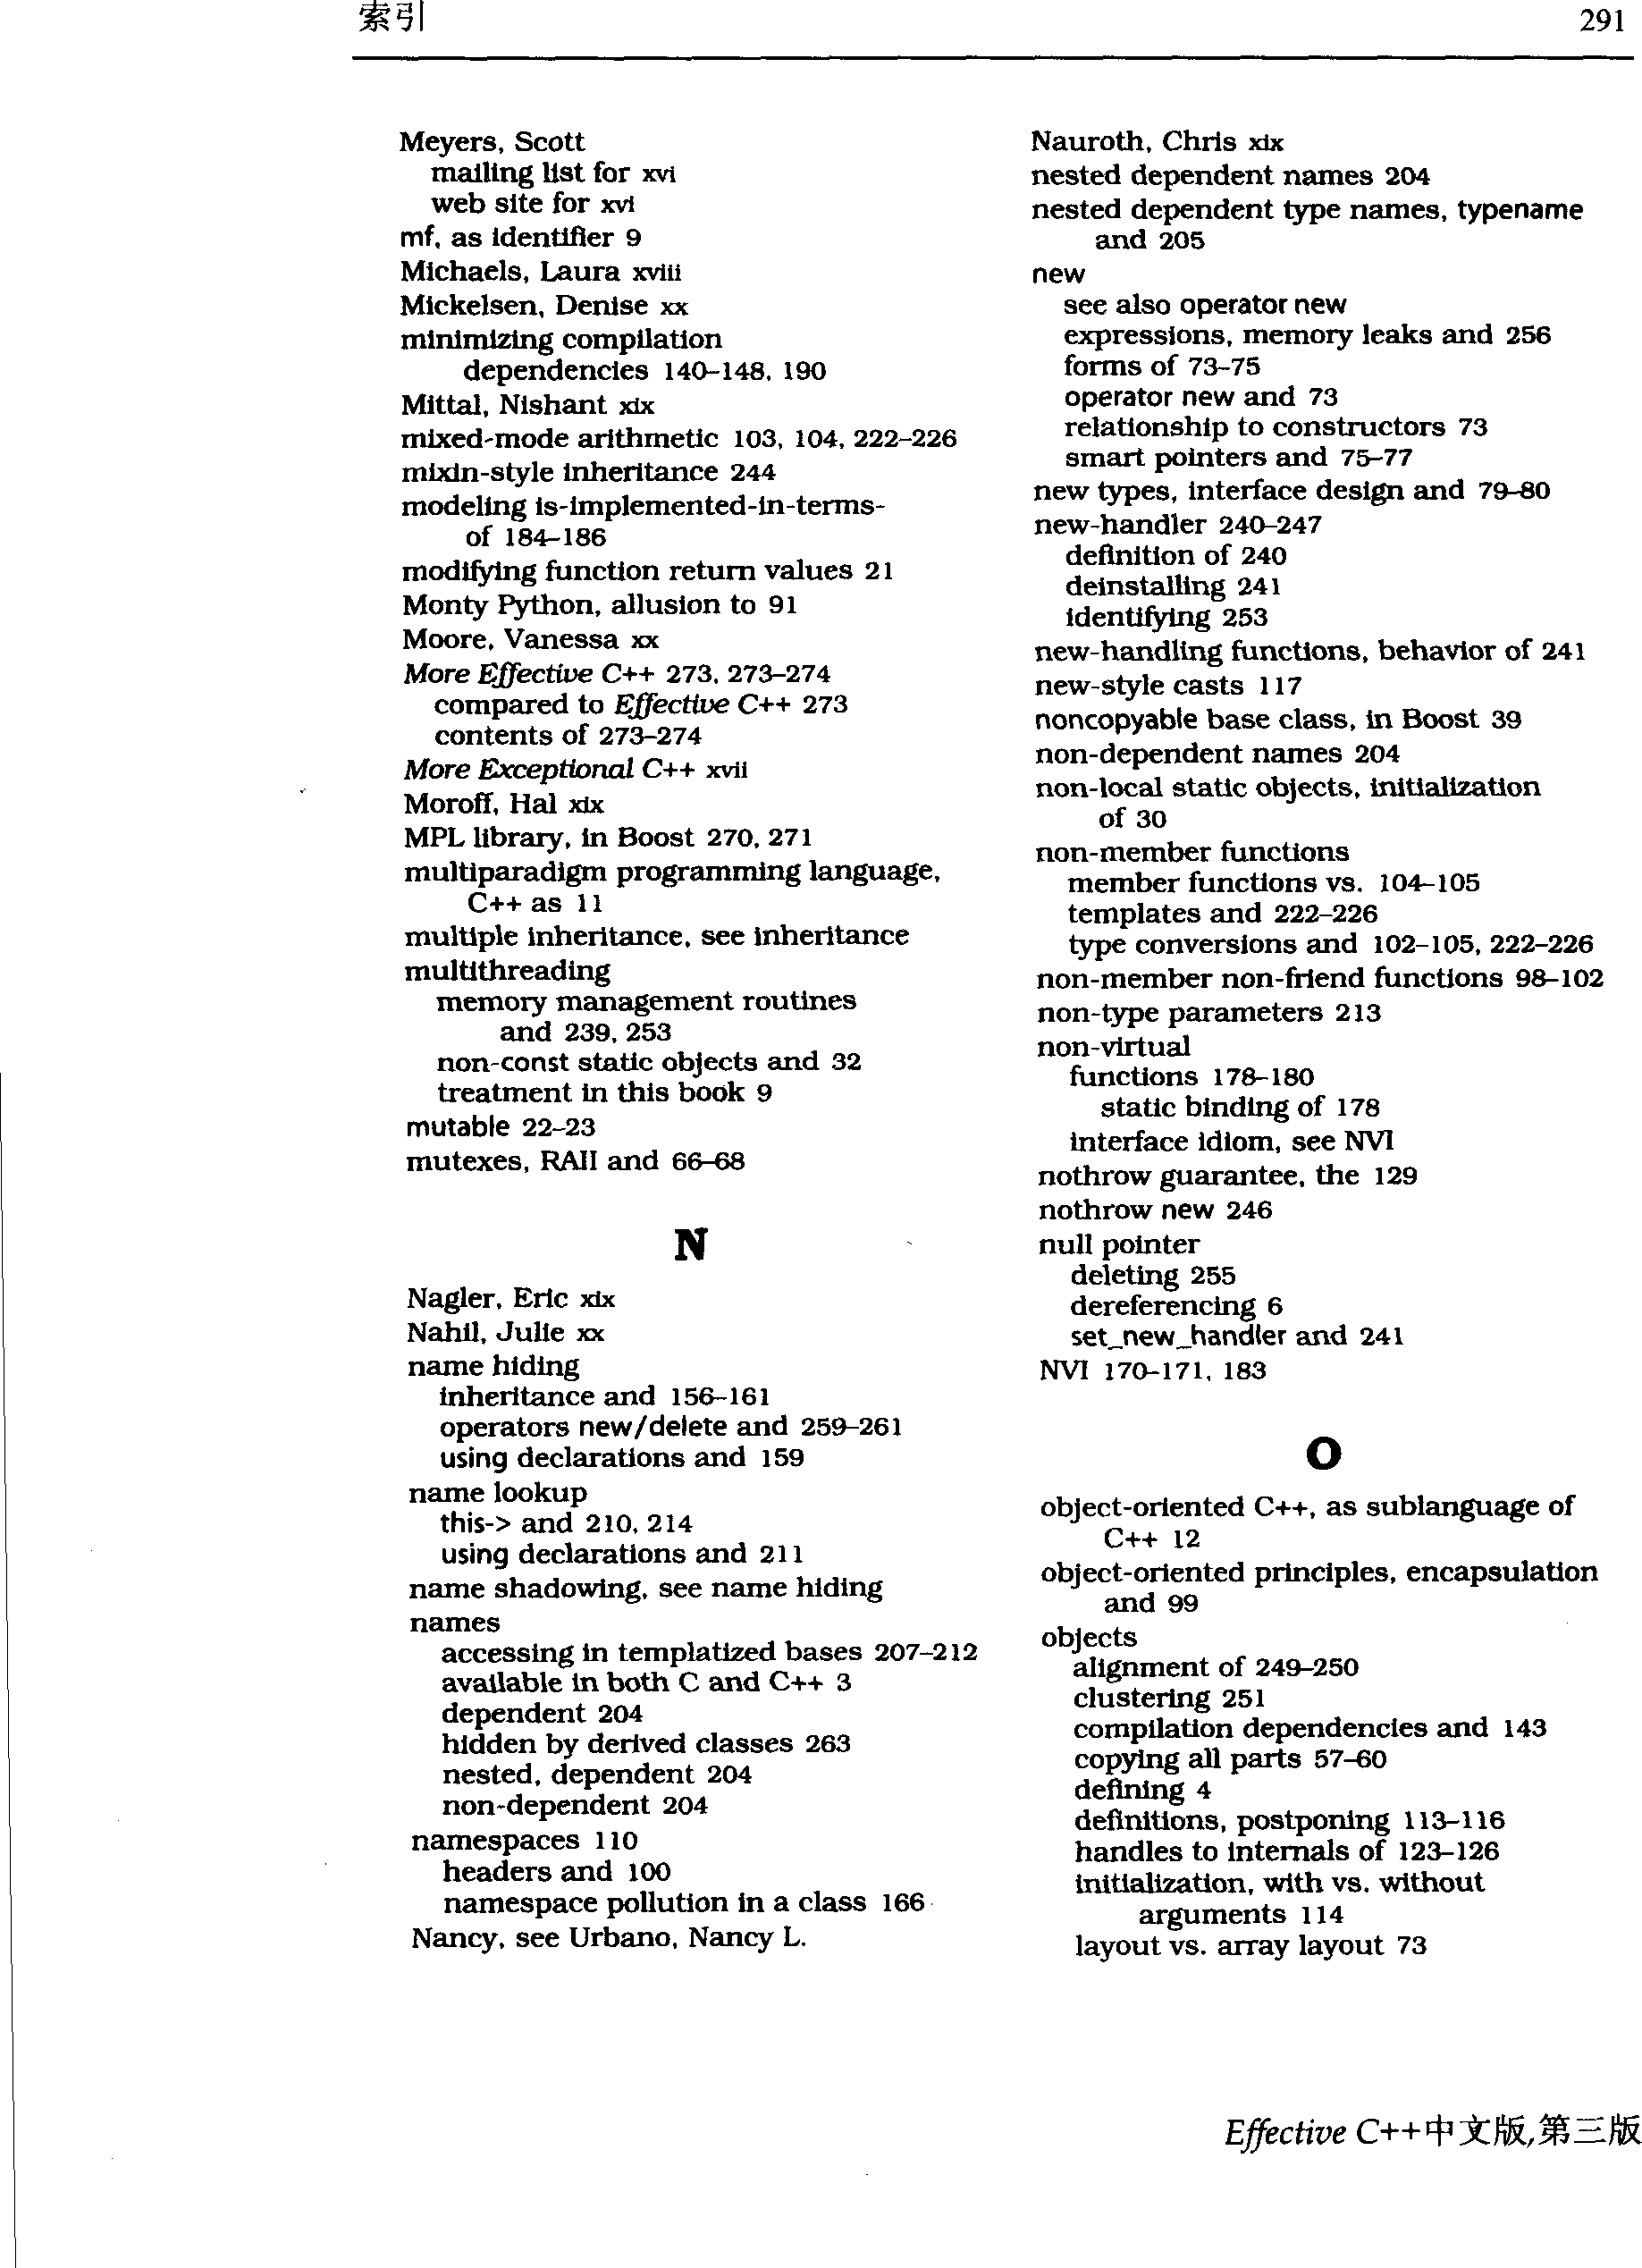 索引
291
Meyers, Scott
mailing list for xvi
web site for xvi
mf, as identifier 9
Michaels, Laura xviii
Mickelsen, Denise xx
minimizing compilation
dependencies 140–148, 190
Mittal, Nishant xix
mixed-mode arithmetic 103, 104, 222–226
mixin-style inheritance 244
modeling is-implemented-in-terms-
of 184–186
modifying function return values 21
Monty Python, allusion to 91
Moore, Vanessa xx
More Effective C++ 273, 273–274
compared to Effective C++ 273
contents of 273–274
More Exceptional C++ xvii
Moroff, Hal xix
MPL library, in Boost 270, 271
multiparadigm programming language,
C++ as 11
multiple inheritance, see inheritance
multithreading
memory management routines
and 239, 253
non-const static objects and 32
treatment in this book 9
mutable 22–23
mutexes, RAII and 66–68
N
Nagler, Eric xix
Nahil, Julie xx
name hiding
inheritance and 156–161
operators new/delete and 259–261
using declarations and 159
name lookup
this-> and 210, 214
using declarations and 211
name shadowing, see name hiding
names
accessing in templatized bases 207–212
available in both C and C++ 3
dependent 204
hidden by derived classes 263
nested, dependent 204
non-dependent 204
namespaces 110
headers and 100
namespace pollution in a class 166
Nancy, see Urbano, Nancy L.
Nauroth, Chris xix
nested dependent names 204
nested dependent type names, typename
and 205
new
see also operator new
expressions, memory leaks and 256
forms of 73–75
operator new and 73
relationship to constructors 73
smart pointers and 75–77
new types, interface design and 79–80
new-handler 240–247
definition of 240
deinstalling 241
identifying 253
new-handling functions, behavior of 241
new-style casts 117
noncopyable base class, in Boost 39
non-dependent names 204
non-local static objects, initialization
of 30
non-member functions
member functions vs. 104–105
templates and 222–226
type conversions and 102–105, 222–226
non-member non-friend functions 98–102
non-type parameters 213
non-virtual
functions 178–180
static binding of 178
interface idiom, see NVI
nothrow guarantee, the 129
nothrow new 246
null pointer
deleting 255
dereferencing 6
set_new_handler and 241
NVI 170–171, 183
O
object-oriented C++, as sublanguage of
C++ 12
object-oriented principles, encapsulation
and 99
objects
alignment of 249–250
clustering 251
compilation dependencies and 143
copying all parts 57–60
defining 4
definitions, postponing 113–116
handles to internals of 123–126
initialization, with vs. without
arguments 114
layout vs. array layout 73
Effective C++中文版,第三版